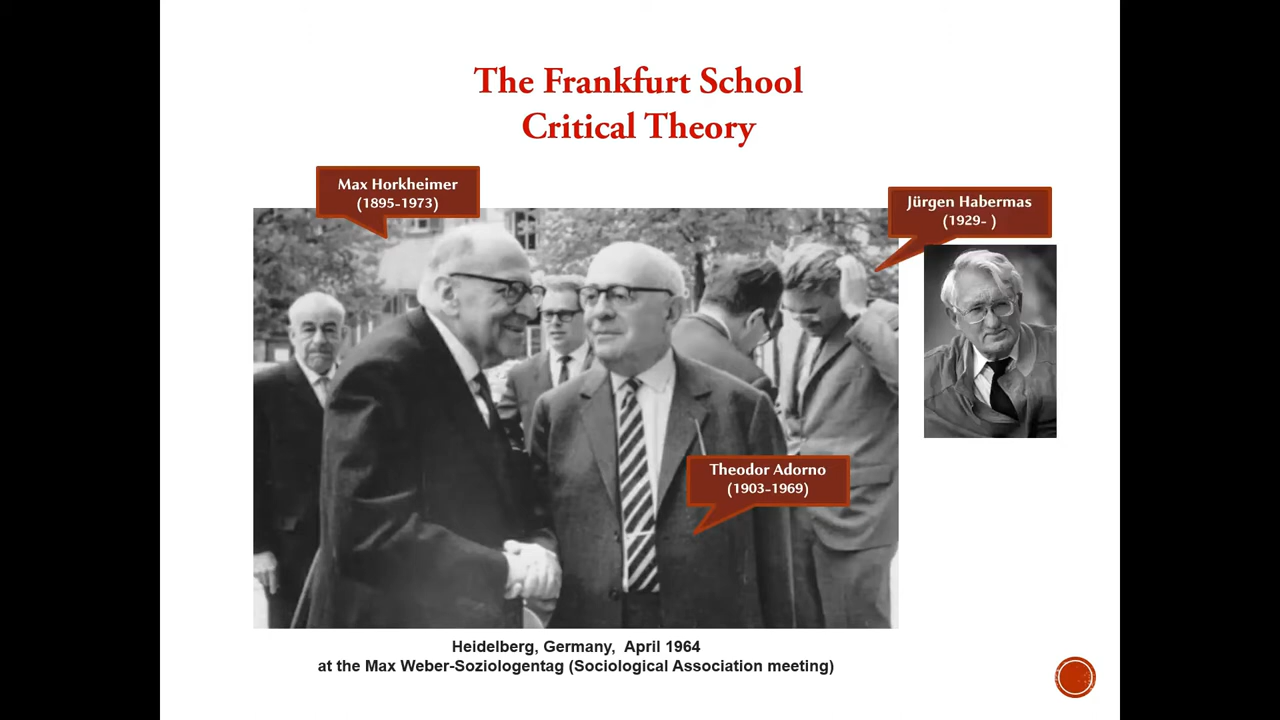 The Frankfurt School
Critical Theory
Max Horkheimer
(1895-1973)
Jürgen Habermas
(1929- )
Theodor Adorno
(1903-1969)
Heidelberg, Germany,  April 1964
at the Max Weber-Soziologentag (Sociological Association meeting)